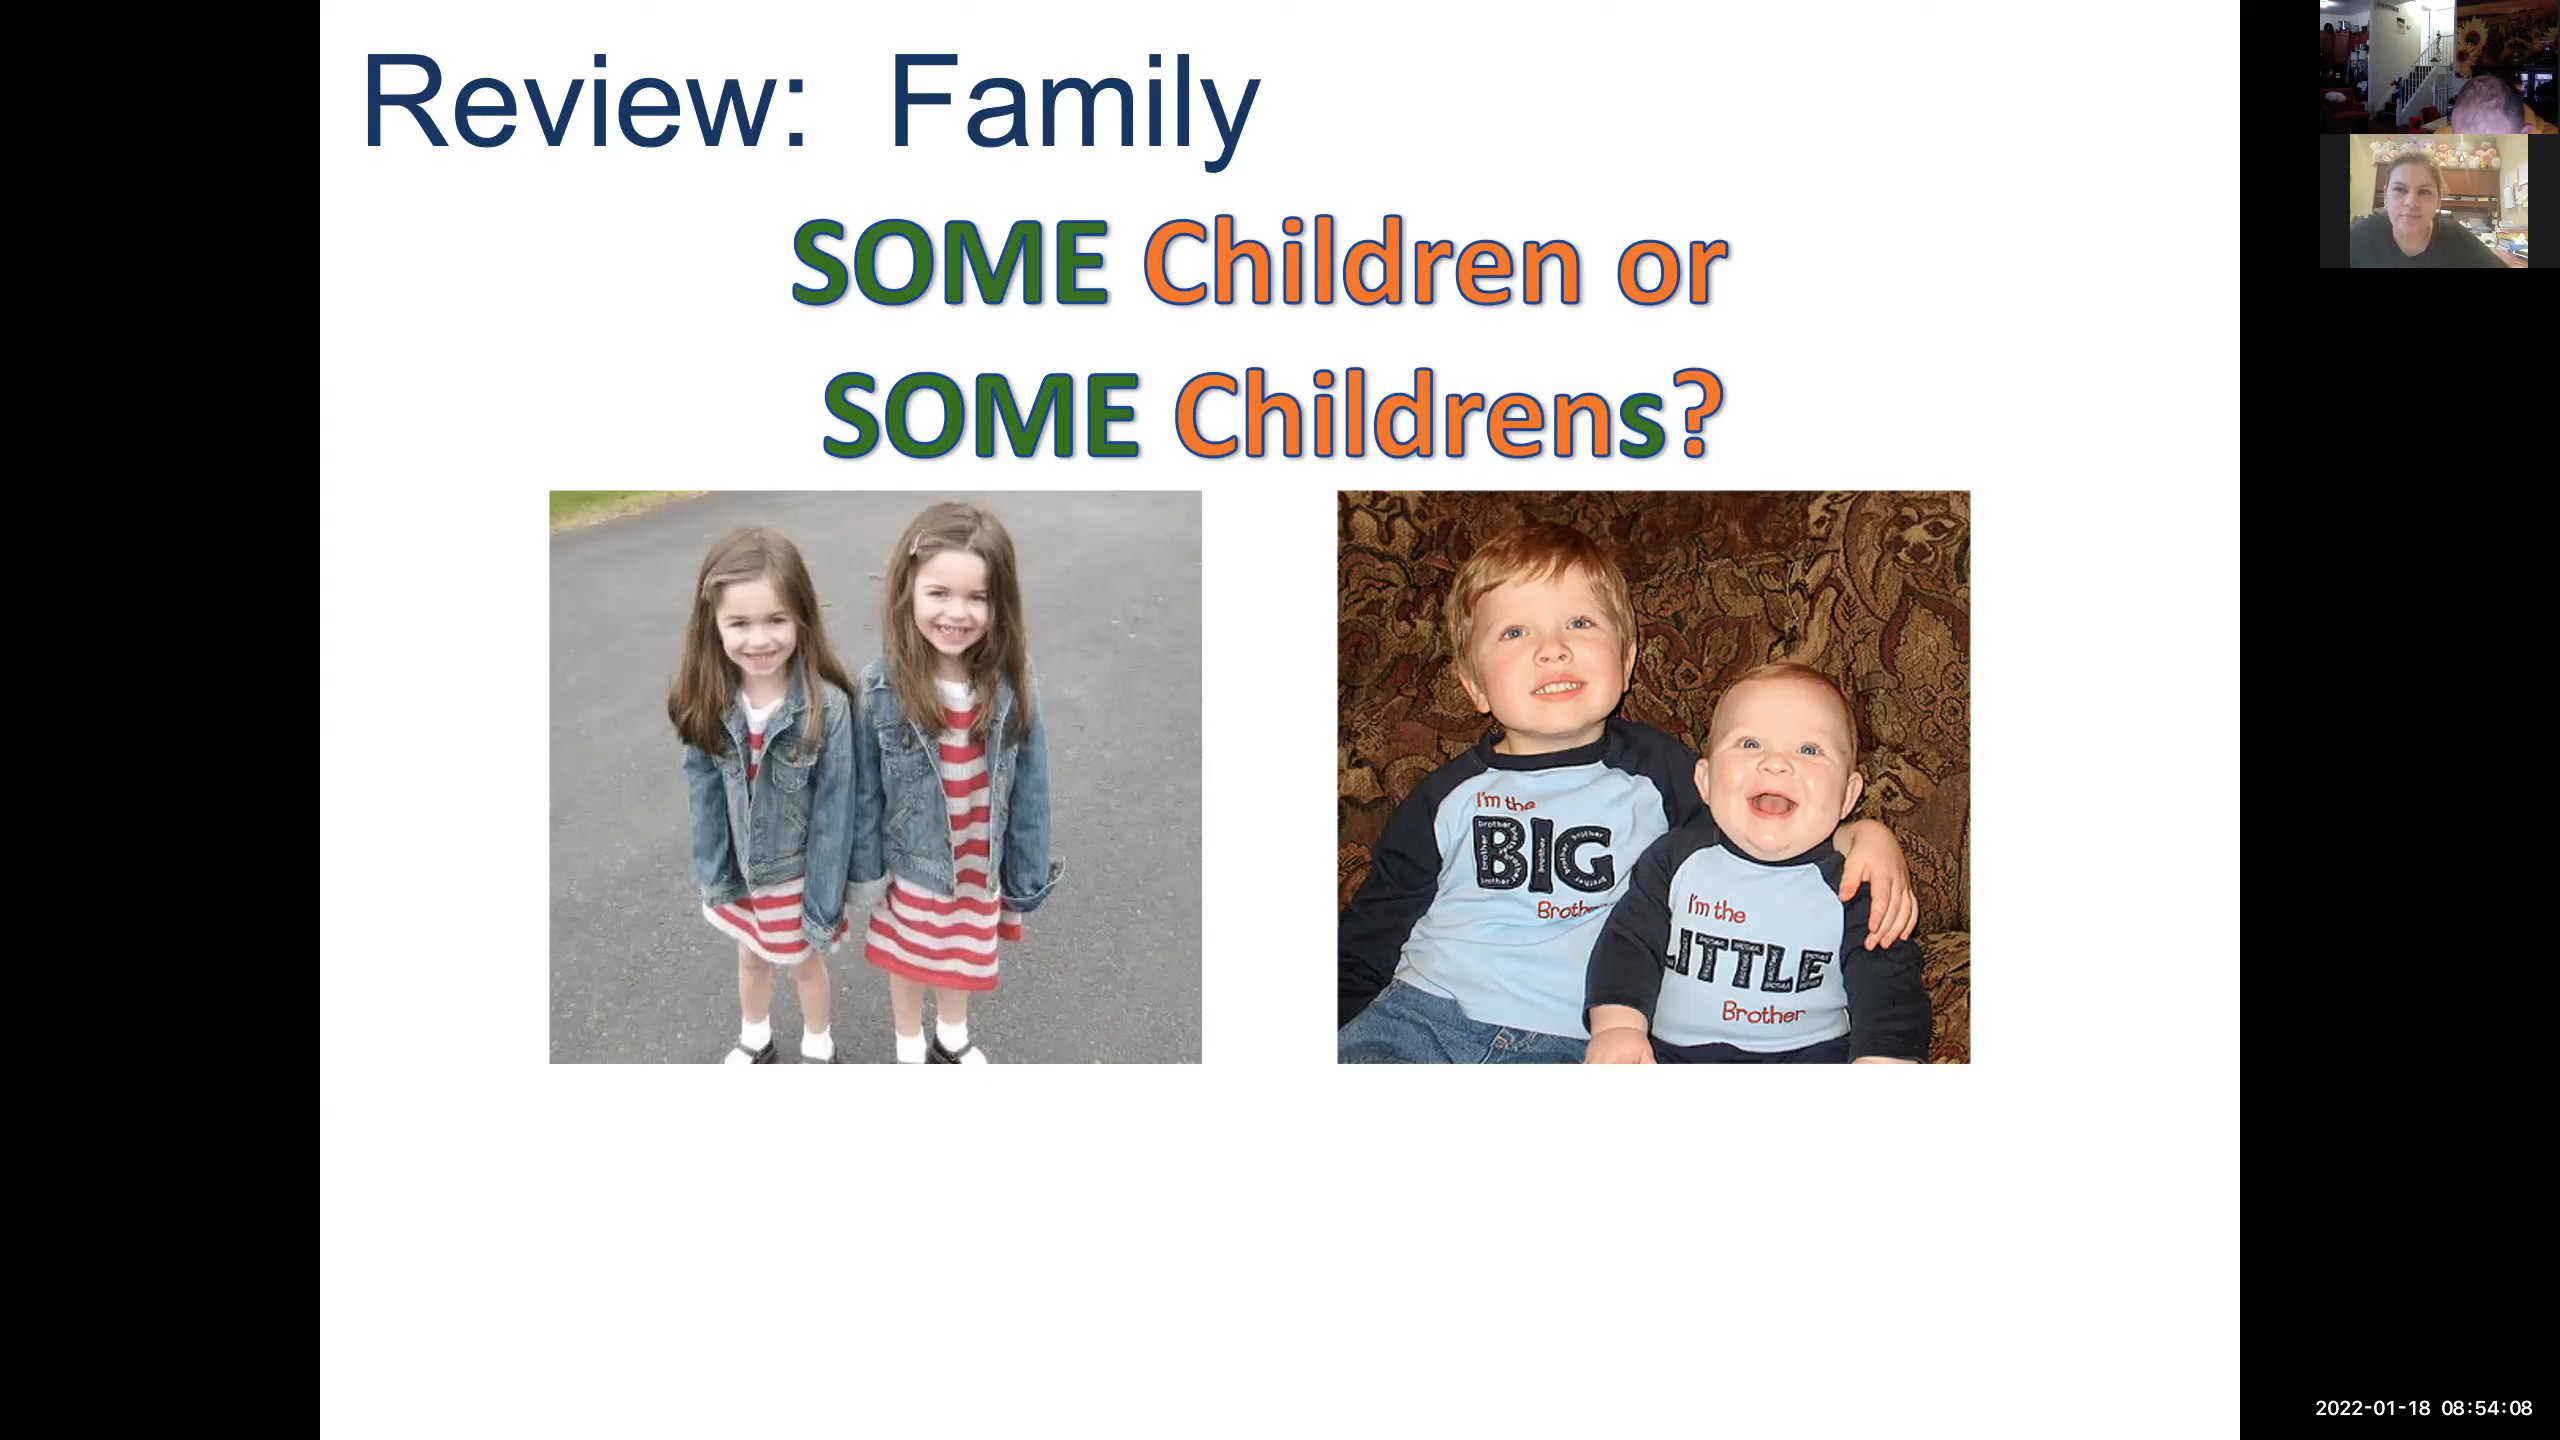 Review: Family
SOME Children or
SOME Childrens?
I'm the
BIG
Brother
I'm the
LITTLE
Brother
2022-01-18 08:54:08